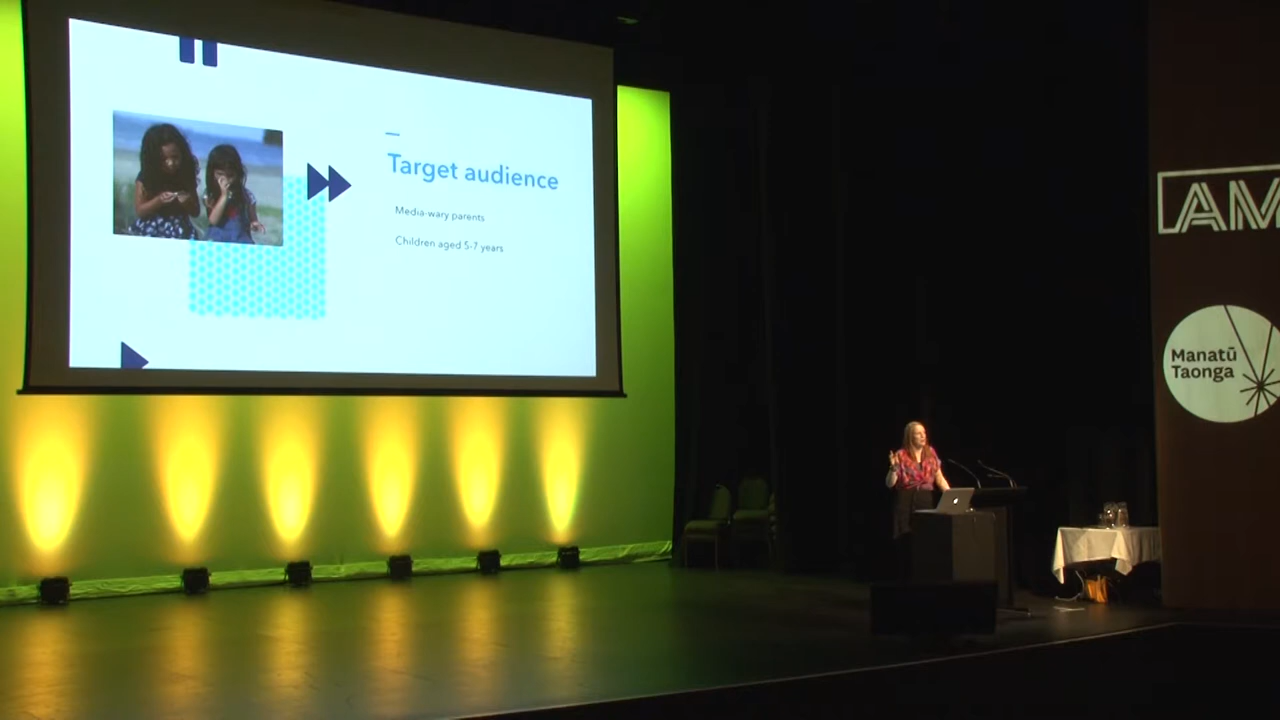 Target audience
Media-wary parents
Children aged 5-7 years
AM
Manatū
Taonga